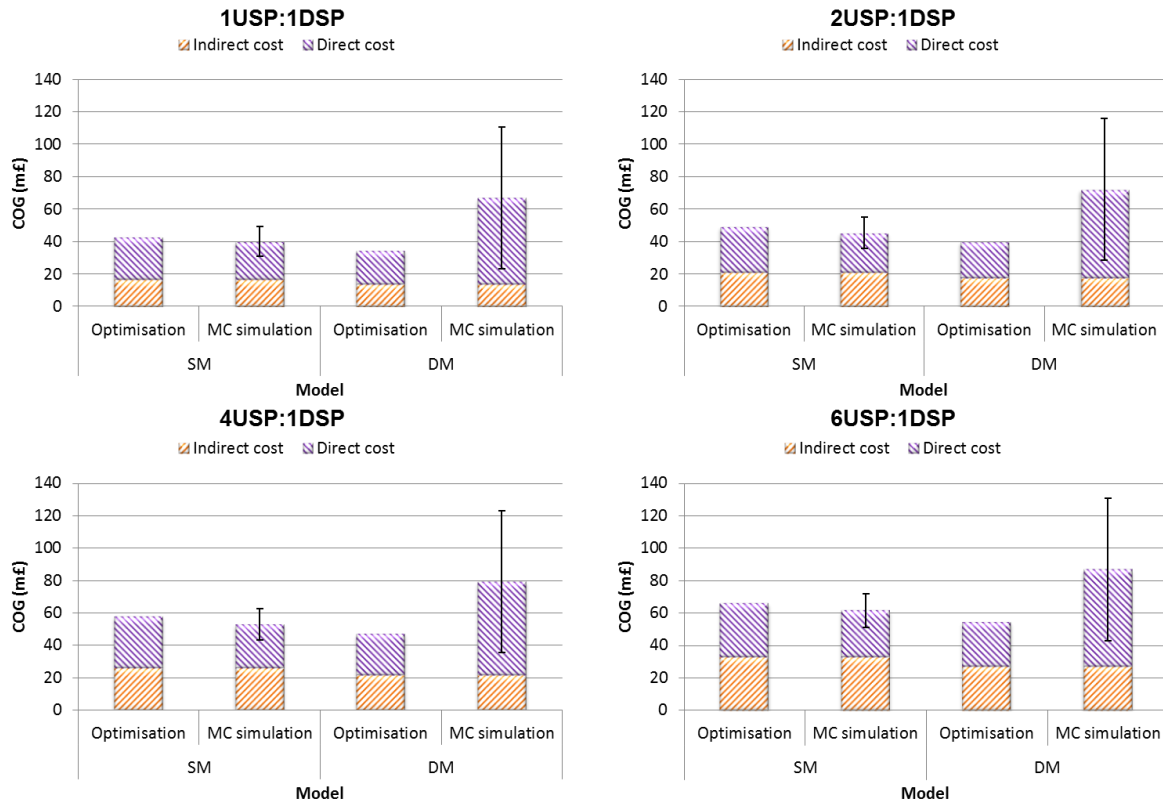 1USP:1DSP
Indirect cost Direct cost
140
120
100
80
60
40
20
0
COG (m£)
Optimisation MC simulation Optimisation MC simulation
SM DM
Model
2USP:1DSP
Indirect cost Direct cost
140
120
100
80
60
40
20
0
COG (m£)
Optimisation MC simulation Optimisation MC simulation
SM DM
Model
4USP:1DSP
Indirect cost Direct cost
140
120
100
80
60
40
20
0
COG (m£)
Optimisation MC simulation Optimisation MC simulation
SM DM
Model
6USP:1DSP
Indirect cost Direct cost
140
120
100
80
60
40
20
0
COG (m£)
Optimisation MC simulation Optimisation MC simulation
SM DM
Model